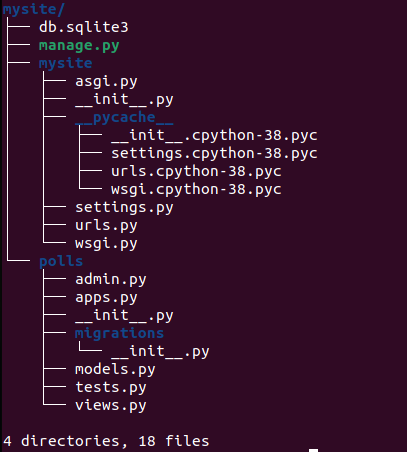 mysite/
├── db.sqlite3
├── manage.py
├── mysite
│   ├── asgi.py
│   ├── __init__.py
│   ├── __pycache__
│   │   ├── __init__.cpython-38.pyc
│   │   ├── settings.cpython-38.pyc
│   │   ├── urls.cpython-38.pyc
│   │   └── wsgi.cpython-38.pyc
│   ├── settings.py
│   ├── urls.py
│   └── wsgi.py
└── polls
    ├── admin.py
    ├── apps.py
    ├── __init__.py
    ├── migrations
    │   └── __init__.py
    ├── models.py
    ├── tests.py
    └── views.py

4 directories, 18 files